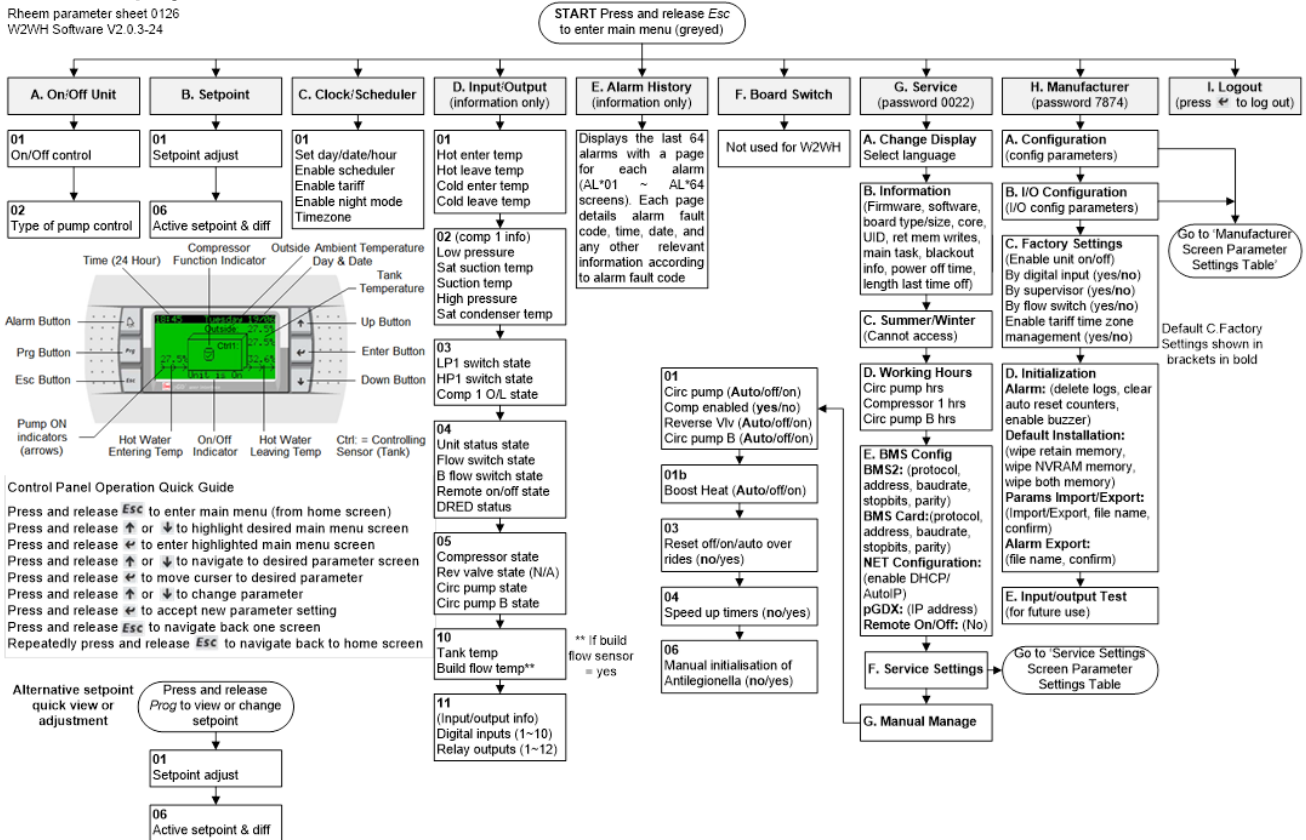 Rheem parameter sheet 0126
W2WH Software V2.0.3-24
START Press and release Esc
to enter main menu (greyed)
A. On/Off Unit
01
On/Off control
02
Type of pump control
B. Setpoint
01
Setpoint adjust
06
Active setpoint & diff
C. Clock/Scheduler
01
Set day/date/hour
Enable scheduler
Enable tariff
Enable night mode
Timezone
D. Input/Output
(information only)
01
Hot enter temp
Hot leave temp
Cold enter temp
Cold leave temp
02 (comp 1 info)
Low pressure
Sat suction temp
Suction temp
High pressure
Sat condenser temp
03
LP1 switch state
HP1 switch state
Comp 1 O/L state
04
Unit status state
Flow switch state
B flow switch state
Remote on/off state
DRED status
05
Compressor state
Rev valve state (N/A)
Circ pump state
Circ pump B state
10
Tank temp
Build flow temp**
** If build
flow sensor
= yes
11
(Input/output info)
Digital inputs (1~10)
Relay outputs (1~12)
E. Alarm History
(information only)
Displays the last 64
alarms with a page
for each alarm
(AL*01 ~ AL*64
screens). Each page
details alarm fault
code, time, date, and
any other relevant
information according
to alarm fault code
F. Board Switch
Not used for W2WH
G. Service
(password 0022)
A. Change Display
Select language
B. Information
(Firmware, software,
board type/size, core,
UID, ret mem writes,
main task, blackout
info, power off time,
length last time off)
C. Summer/Winter
(Cannot access)
D. Working Hours
Circ pump hrs
Compressor 1 hrs
Circ pump B hrs
E. BMS Config
BMS2: (protocol,
address, baudrate,
stopbits, parity)
BMS Card:(protocol,
address, baudrate,
stopbits, parity)
NET Configuration:
(enable DHCP/
AutoIP)
pGDX: (IP address)
Remote On/Off: (No)
F. Service Settings
Go to 'Service Settings
Screen Parameter
Settings Table
G. Manual Manage
01
Circ pump (Auto/off/on)
Comp enabled (yes/no)
Reverse Vlv (Auto/off/on)
Circ pump B (Auto/off/on)
01b
Boost Heat (Auto/off/on)
03
Reset off/on/auto over
rides (no/yes)
04
Speed up timers (no/yes)
06
Manual initialisation of
Antilegionella (no/yes)
H. Manufacturer
(password 7874)
A. Configuration
(config parameters)
B. I/O Configuration
(I/O config parameters)
Go to 'Manufacturer
Screen Parameter
Settings Table'
C. Factory Settings
(Enable unit on/off)
By digital input (yes/no)
By supervisor (yes/no)
By flow switch (yes/no)
Enable tariff time zone
management (yes/no)
Default C.Factory
Settings shown in
brackets in bold
D. Initialization
Alarm: (delete logs, clear
auto reset counters,
enable buzzer)
Default Installation:
(wipe retain memory,
wipe NVRAM memory,
wipe both memory)
Params Import/Export:
(Import/Export, file name,
confirm)
Alarm Export:
(file name, confirm)
E. Input/output Test
(for future use)
I. Logout
(press ↵ to log out)
Time (24 Hour)
Compressor
Function Indicator
Outside Ambient Temperature
Day & Date
Tank
Temperature
Alarm Button
Prg Button
Esc Button
Prg
Esc
18:45 Tuesday 19/06
Outside 27.5%
Ctrl:
27.5%
32.6%
Unit is On
Up Button
Enter Button
Down Button
Pump ON
indicators
(arrows)
Hot Water
Entering Temp
On/Off
Indicator
Hot Water
Leaving Temp
Ctrl: = Controlling
Sensor (Tank)
Control Panel Operation Quick Guide
Press and release Esc to enter main menu (from home screen)
Press and release ↑ or ↓ to highlight desired main menu screen
Press and release ↵ to enter highlighted main menu screen
Press and release ↑ or ↓ to navigate to desired parameter screen
Press and release ↵ to move curser to desired parameter
Press and release ↑ or ↓ to change parameter
Press and release ↵ to accept new parameter setting
Press and release Esc to navigate back one screen
Repeatedly press and release Esc to navigate back to home screen
Alternative setpoint
quick view or
adjustment
Press and release
Prog to view or change
setpoint
01
Setpoint adjust
06
Active setpoint & diff